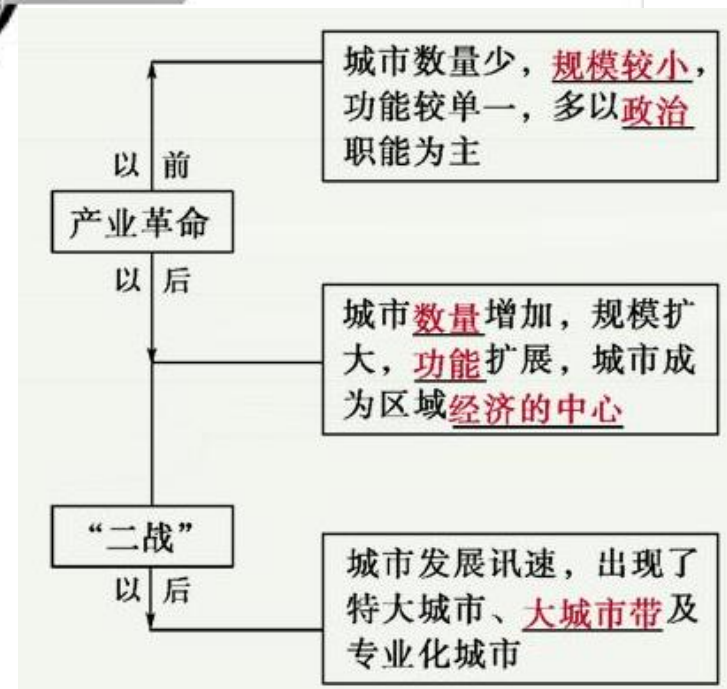 城市数量少，规模较小，
功能较单一，多以政治
职能为主
以 前
产业革命
以 后
城市数量增加，规模扩
大，功能扩展，城市成
为区域经济的中心
“二战”
以 后
城市发展讯速，出现了
特大城市、大城市带及
专业化城市